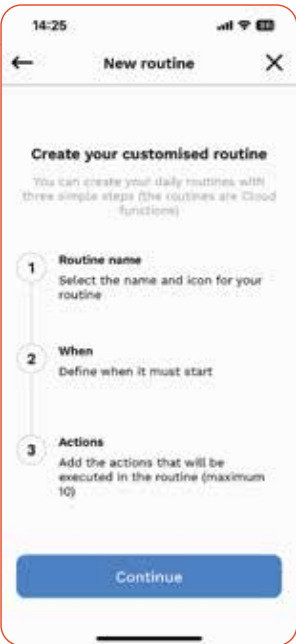 14:25
New routine
Create your customised routine
You can create your daily routines with
three simple steps (the routines are Cloud
functions)
1
Routine name
Select the name and icon for your
routine
2
When
Define when it must start
3
Actions
Add the actions that will be
executed in the routine (maximum
10)
Continue